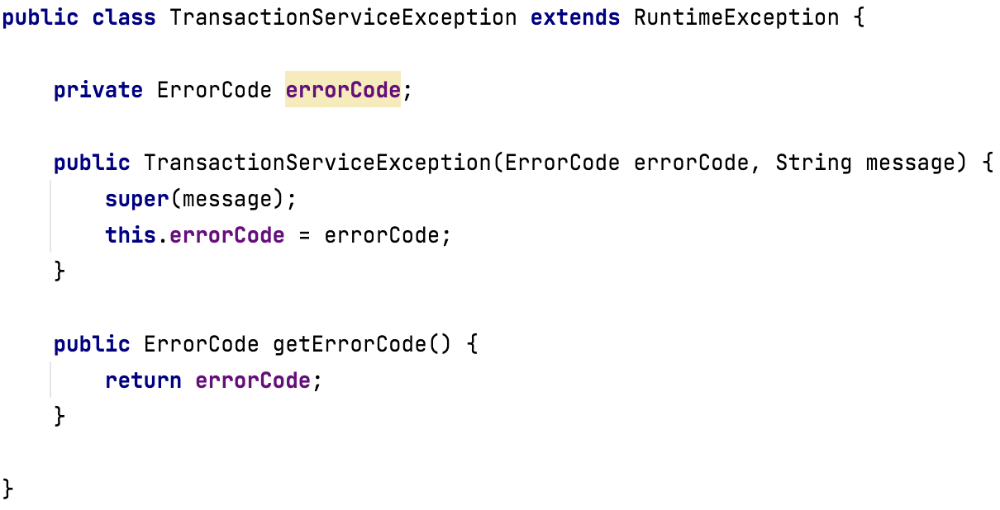 public class TransactionServiceException extends RuntimeException {
private ErrorCode errorCode;
public TransactionServiceException(ErrorCode errorCode, String message) {
super(message);
this.errorCode = errorCode;
}
public ErrorCode getErrorCode() {
return errorCode;
}
}